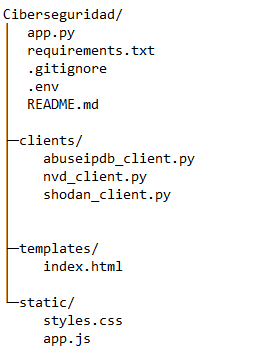 Ciberseguridad/
app.py
requirements.txt
.gitignore
.env
README.md
clients/
abuseipdb_client.py
nvd_client.py
shodan_client.py
templates/
index.html
static/
styles.css
app.js